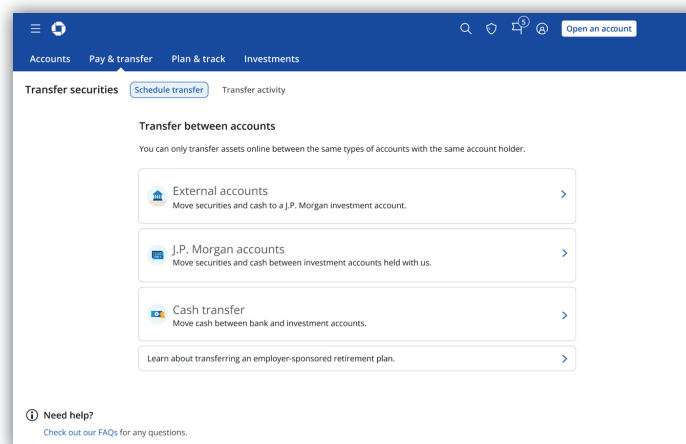 5
Open an account
Accounts Pay & transfer Plan & track Investments
Transfer securities Schedule transfer Transfer activity
Transfer between accounts
You can only transfer assets online between the same types of accounts with the same account holder.
External accounts
Move securities and cash to a J.P. Morgan investment account.
J.P. Morgan accounts
Move securities and cash between investment accounts held with us.
Cash transfer
Move cash between bank and investment accounts.
Learn about transferring an employer-sponsored retirement plan.
Need help?
Check out our FAQs for any questions.